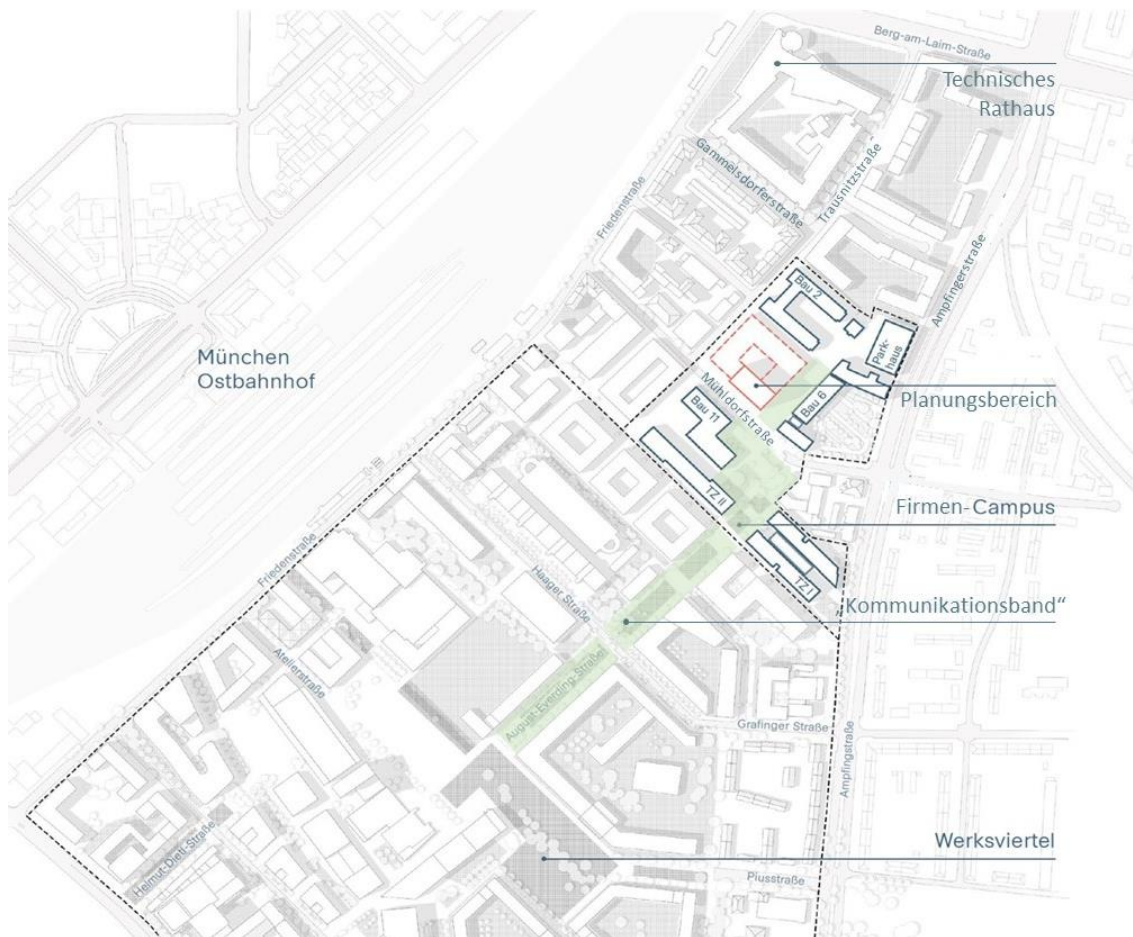 Berg-am-Laim-Straße
Technisches
Rathaus
Gammelsdorferstraße
Trausnitzstraße
Friedenstraße
Ampfingerstraße
Bau 2
Park-
haus
München
Ostbahnhof
Planungsbereich
Mühldorfstraße
Bau 6
Bau 11
TZ II
Firmen-Campus
TZ I
Friedenstraße
Haager Straße
Kommunikationsband“
August-Everding-Straße
Atelierstraße
Grafinger Straße
Ampfingstraße
Werksviertel
Helmut-Dietl-Straße
Piusstraße